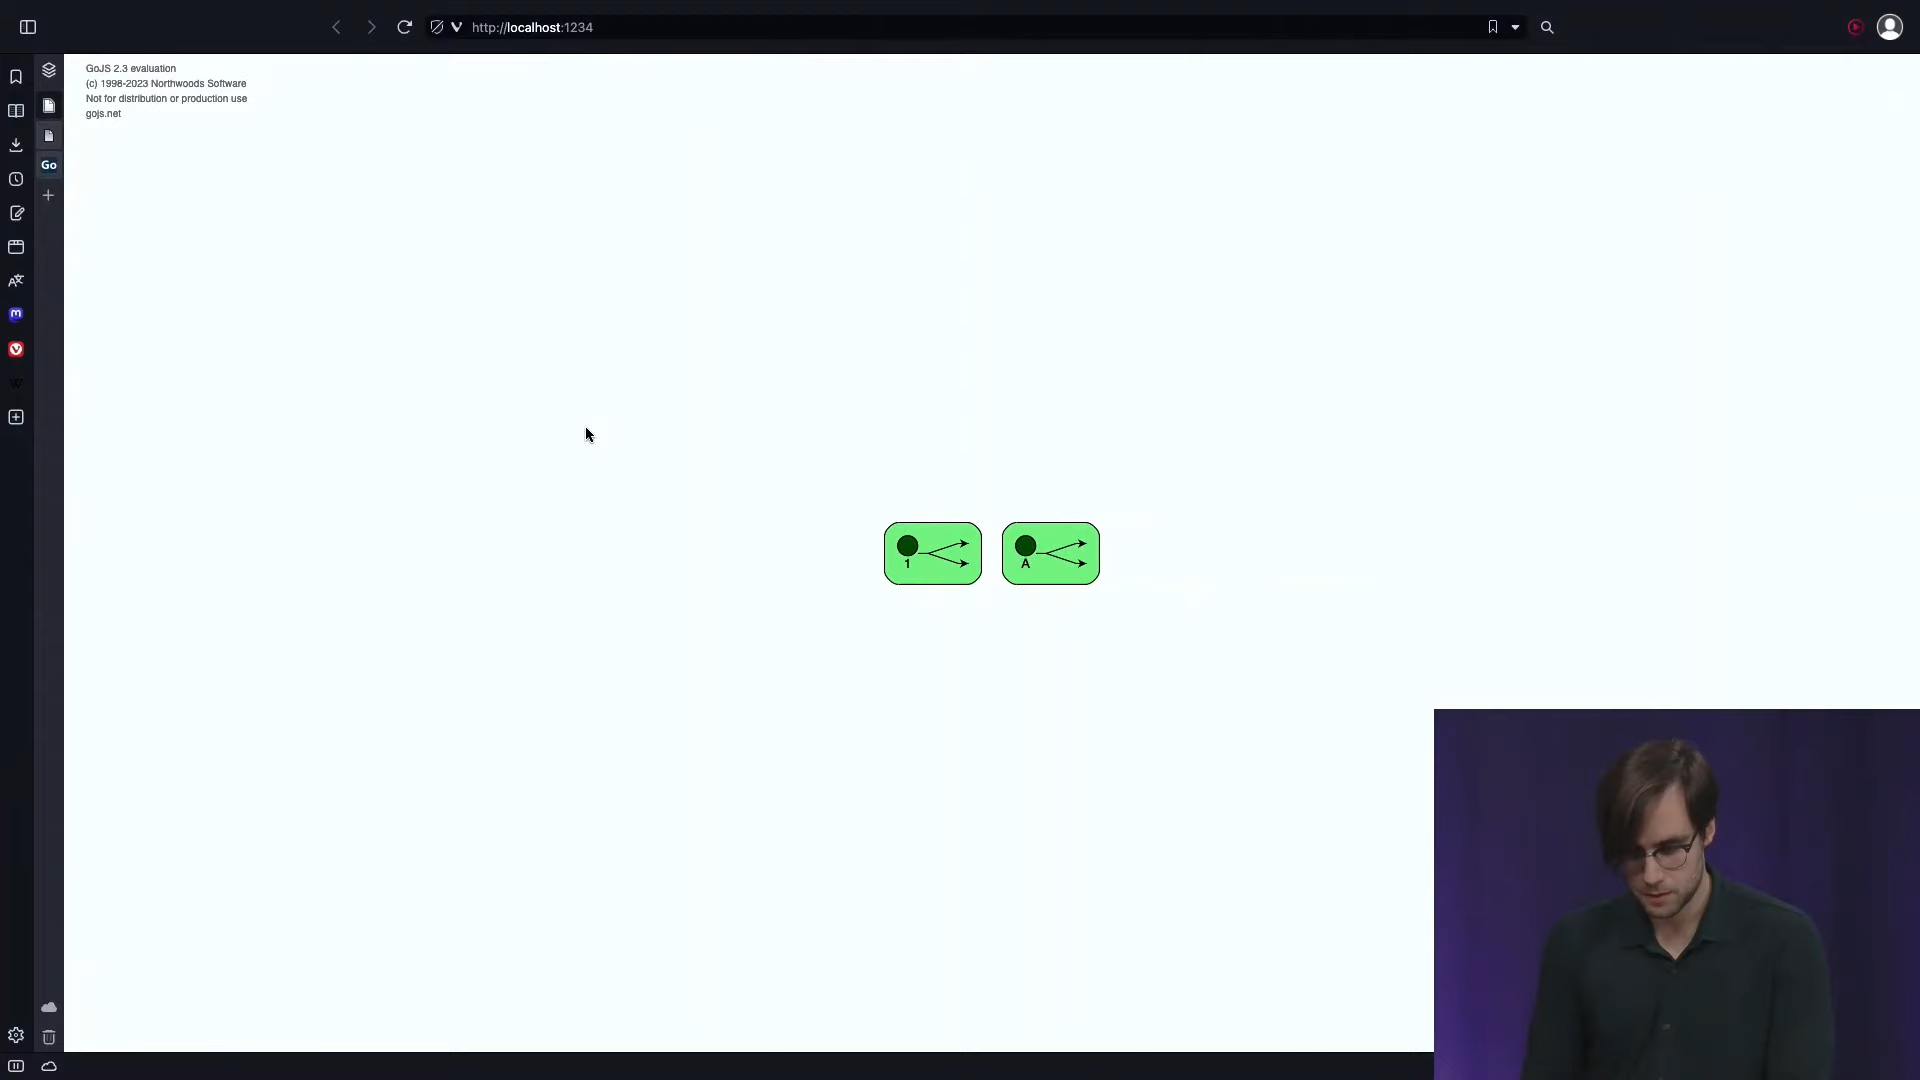 http://localhost:1234
GoJS 2.3 evaluation
(c) 1998-2023 Northwoods Software
Not for distribution or production use
gojs.net
Go
1
A